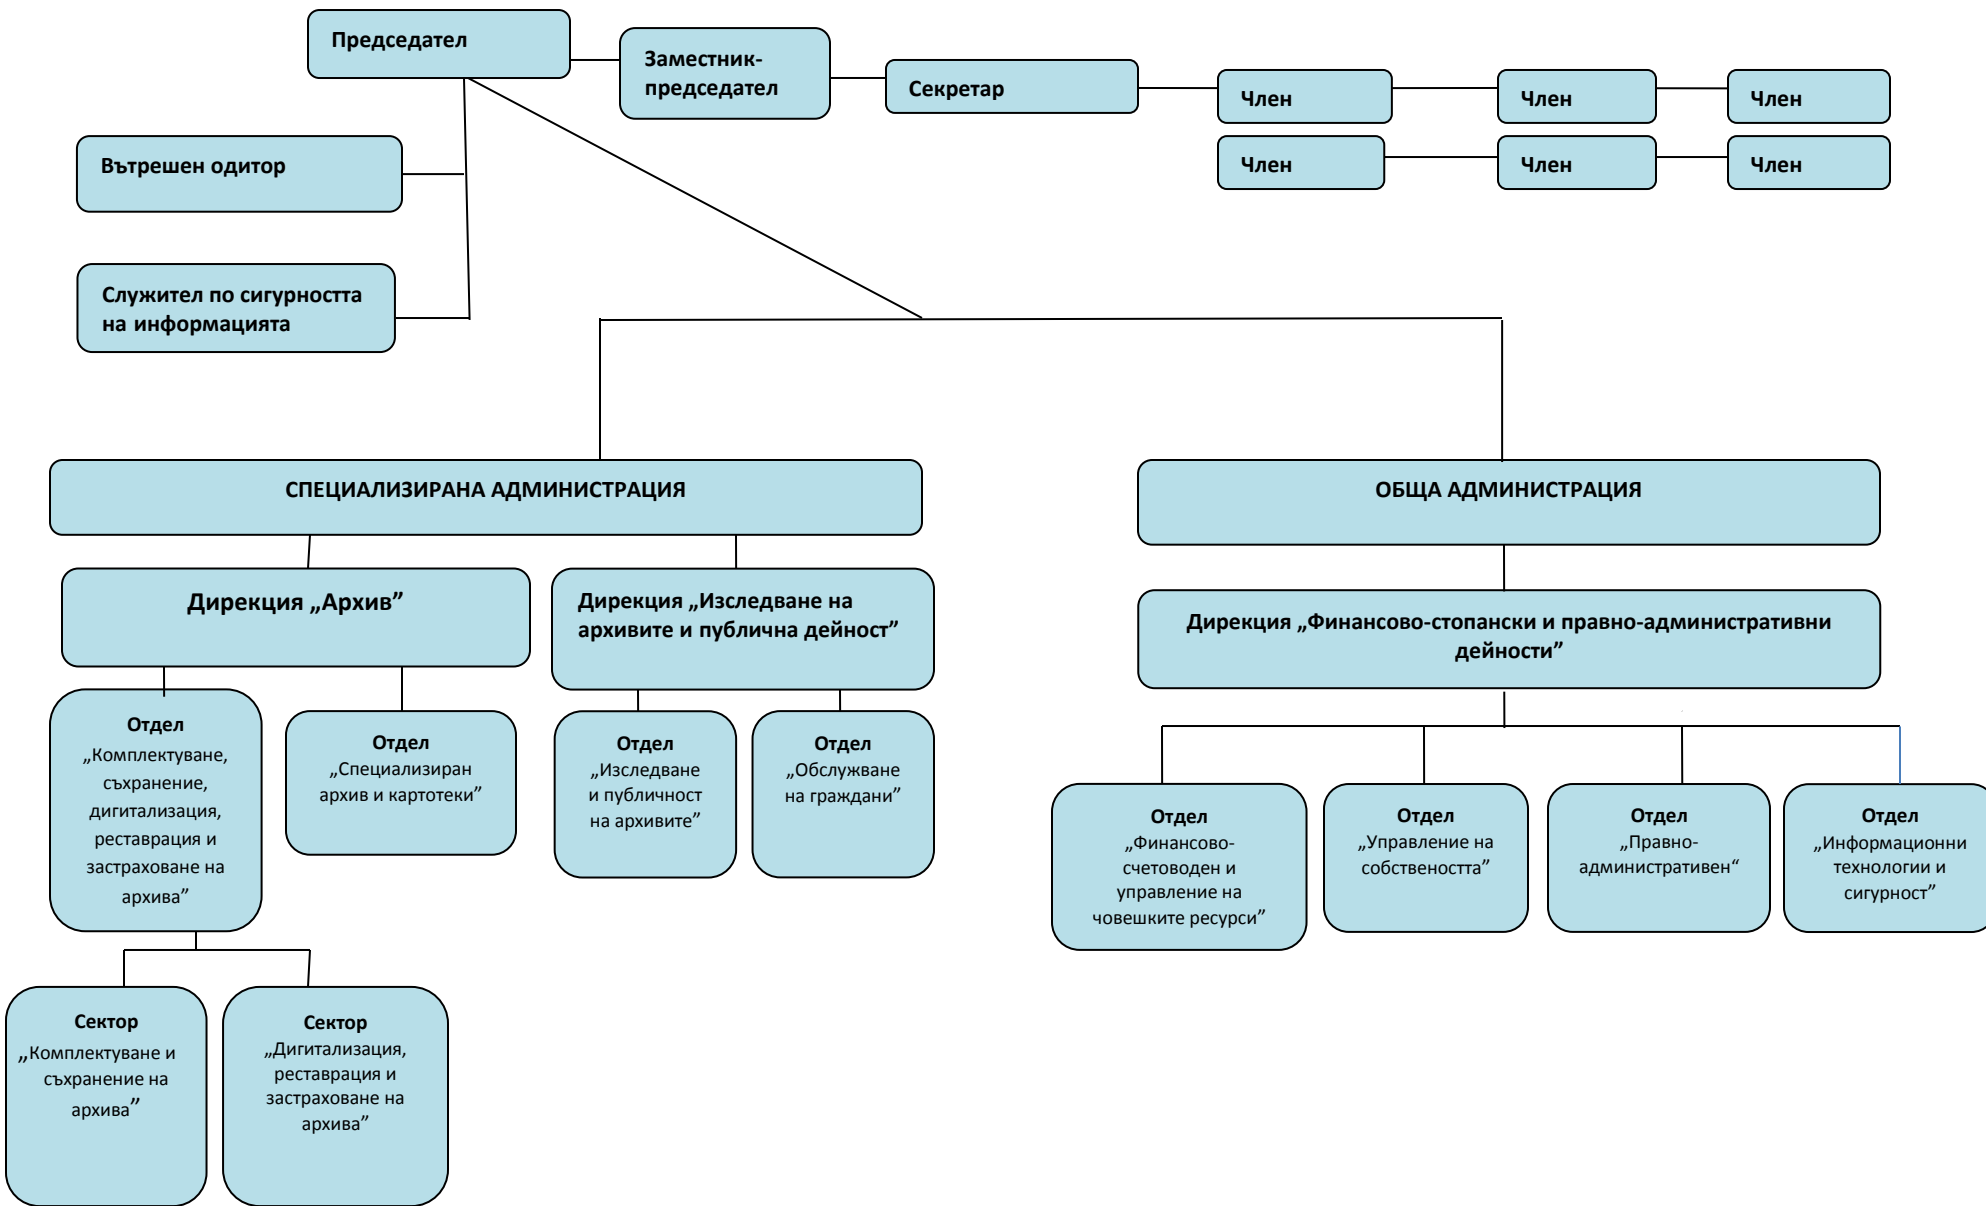 Председател
Заместник-
председател
Секретар
Член
Член
Член
Член
Член
Член
Вътрешен одитор
Служител по сигурността
на информацията
СПЕЦИАЛИЗИРАНА АДМИНИСТРАЦИЯ
ОБЩА АДМИНИСТРАЦИЯ
Дирекция „Архив”
Дирекция „Изследване на
архивите и публична дейност”
Дирекция „Финансово-стопански и правно-административни
дейности”
Отдел
„Комплектуване,
съхранение,
дигитализация,
реставрация и
застраховане на
архива”
Отдел
„Специализиран
архив и картотеки”
Отдел
„Изследване
и публичност
на архивите”
Отдел
„Обслужване
на граждани”
Отдел
„Финансово-
счетоводен и
управление на
човешките ресурси”
Отдел
„Управление на
собствеността”
Отдел
„Правно-
административен“
Отдел
„Информационни
технологии и
сигурност”
Сектор
„Комплектуване и
съхранение на
архива”
Сектор
„Дигитализация,
реставрация и
застраховане на
архива”